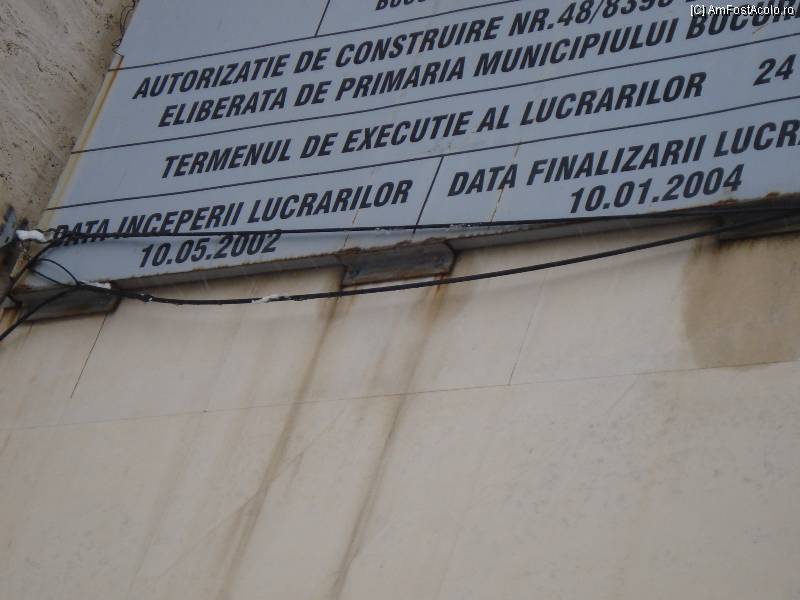 [C] AmFostAcolo.ro
AUTORIZATIE DE CONSTRUIRE NR.48/8396
ELIBERATA DE PRIMARIA MUNICIPIULUI
TERMENUL DE EXECUTIE AL LUCRARILOR 24
DATA INCEPERII LUCRARILOR
10.05.2002
DATA FINALIZARII
10.01.2004